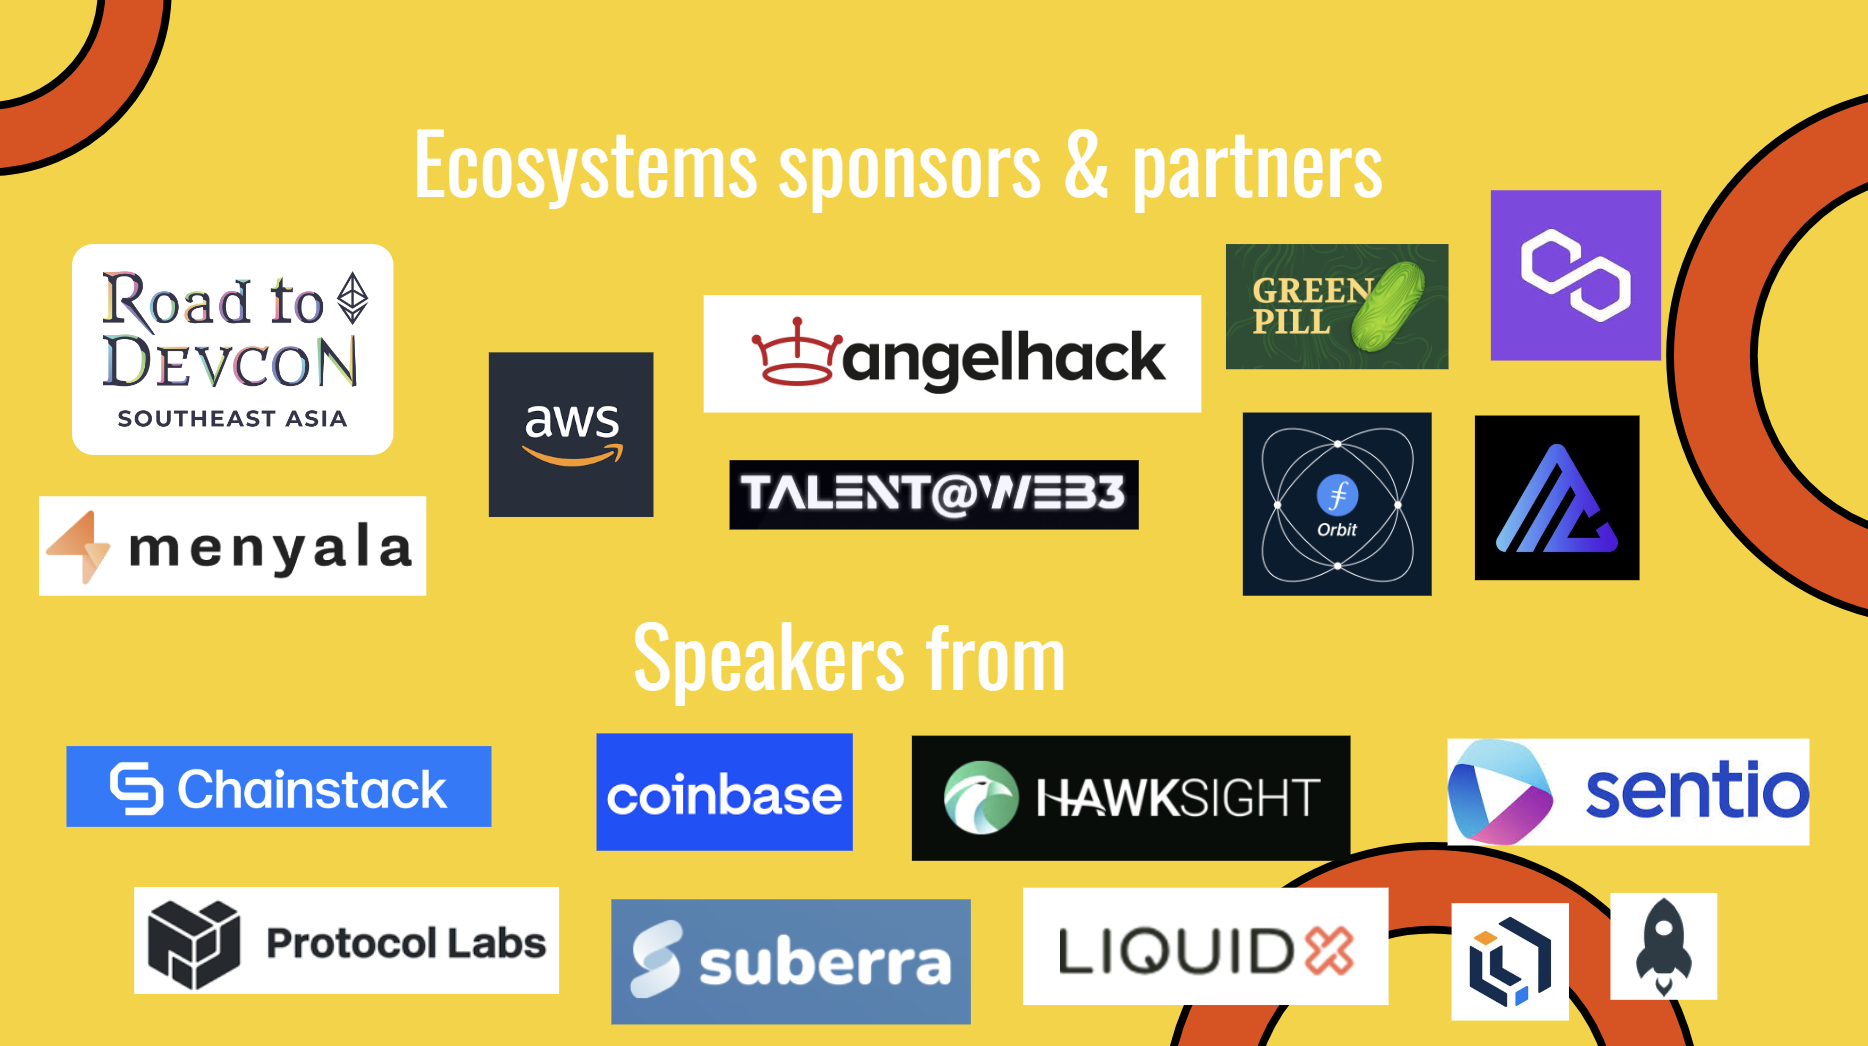 Ecosystems sponsors & partners
Road to
DEVCON
SOUTHEAST ASIA
aws
angelhack
GREEN
PILL
TALENT@WEB3
Orbit
menyala
Speakers from
Chainstack
coinbase
HAWKSIGHT
sentio
Protocol Labs
suberra
LIQUIDX